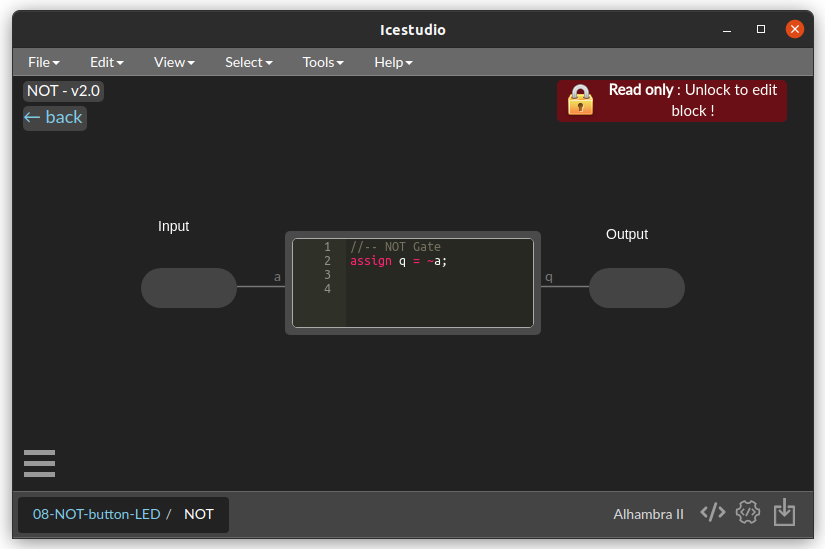 Icestudio
File Edit View Select Tools Help
NOT - v2.0
← back
Read only : Unlock to edit
block !
Input
Output
a
q
1 //-- NOT Gate
2 assign q = ~a;
3
4
08-NOT-button-LED / NOT
Alhambra II </> </>